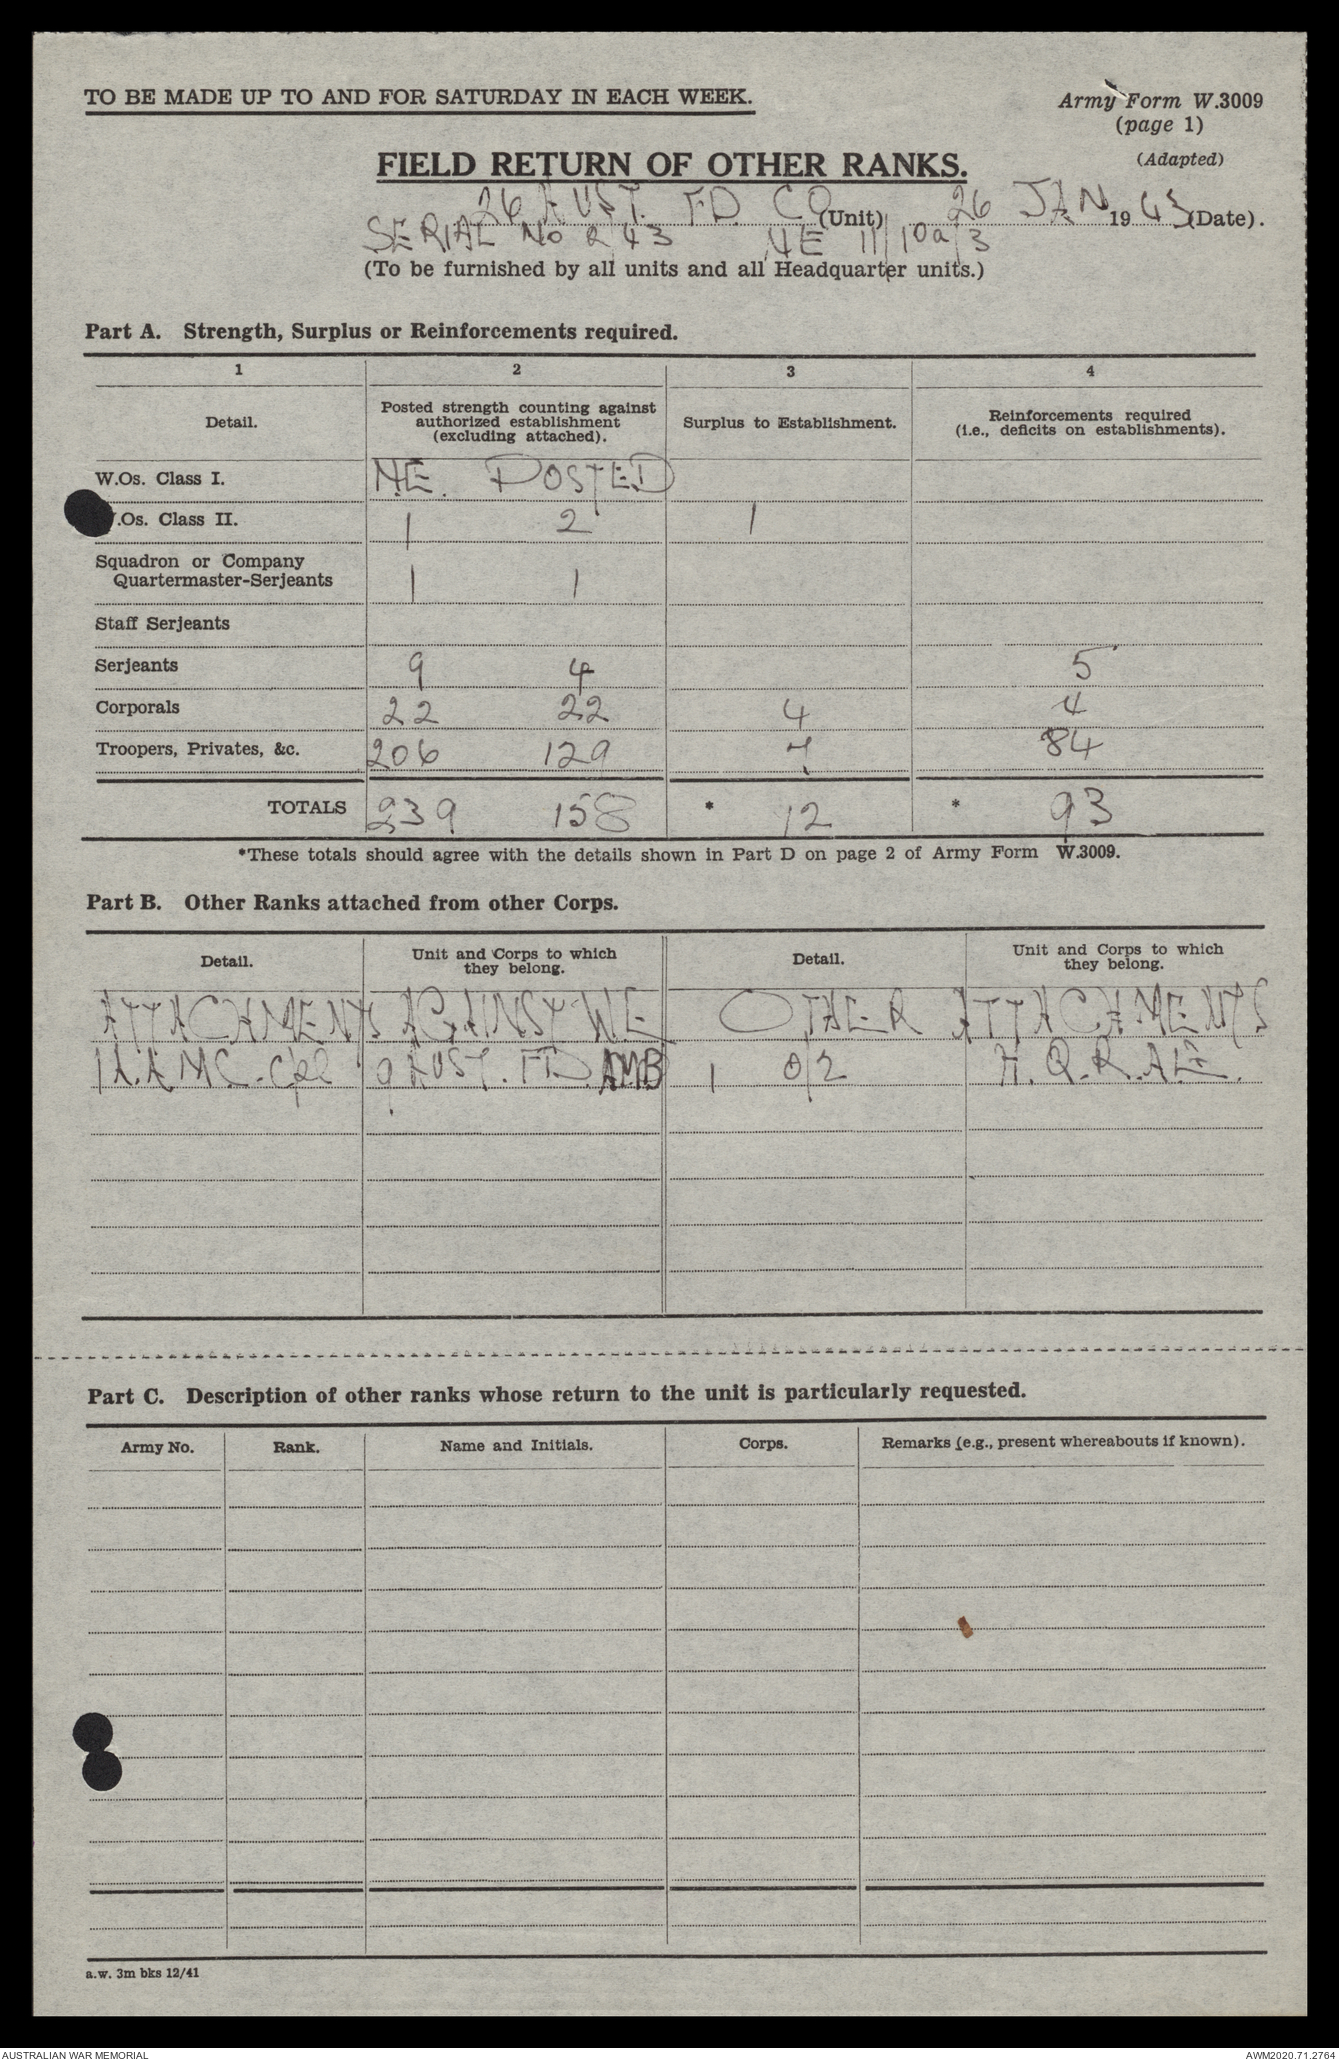 TO BE MADE UP TO AND FOR SATURDAY IN EACH WEEK.
Army Form W.3009
(page 1)
(Adapted)
FIELD RETURN OF OTHER RANKS.
26 AUST. FD CO (Unit) 26 JAN 1943 (Date).
SERIAL No 2/43 WE 11/10a/3
(To be furnished by all units and all Headquarter units.)
Part A. Strength, Surplus or Reinforcements required.
1 2 3 4
Detail. Posted strength counting against authorized establishment (excluding attached). Surplus to Establishment. Reinforcements required (i.e., deficits on establishments).
W.Os. Class I. W.E. POSTED
W.Os. Class II. 1 2 1
Squadron or Company
Quartermaster-Serjeants 1 1
Staff Serjeants
Serjeants 9 4 5
Corporals 22 22 4 4
Troopers, Privates, &c. 206 129 7 84
TOTALS 239 158 * 12 * 93
*These totals should agree with the details shown in Part D on page 2 of Army Form W.3009.
Part B. Other Ranks attached from other Corps.
Detail. Unit and Corps to which they belong. Detail. Unit and Corps to which they belong.
ATTACHMENTS AGAINST WE OTHER ATTACHMENTS
1 A.A.M.C. Cpl 9 AUST. FD AMB 1 O/R H.Q.R.A.E.
Part C. Description of other ranks whose return to the unit is particularly requested.
Army No. Rank. Name and Initials. Corps. Remarks (e.g., present whereabouts if known).
a.w. 3m bks 12/41
AUSTRALIAN WAR MEMORIAL AWM2020.71.2764